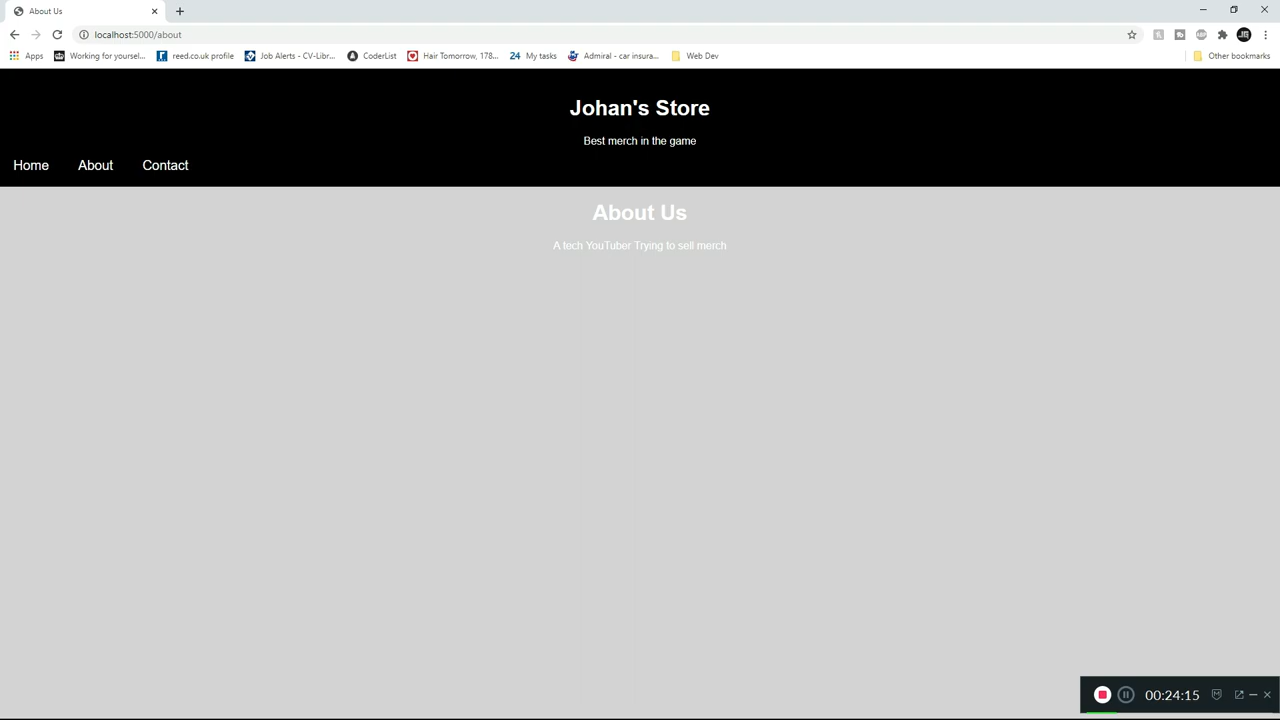 About Us
localhost:5000/about
Apps Working for yoursel... reed.co.uk profile Job Alerts - CV-Libr... CoderList Hair Tomorrow, 178... 24 My tasks Admiral - car insura... Web Dev Other bookmarks
Johan's Store
Best merch in the game
Home About Contact
About Us
A tech YouTuber Trying to sell merch
00:24:15